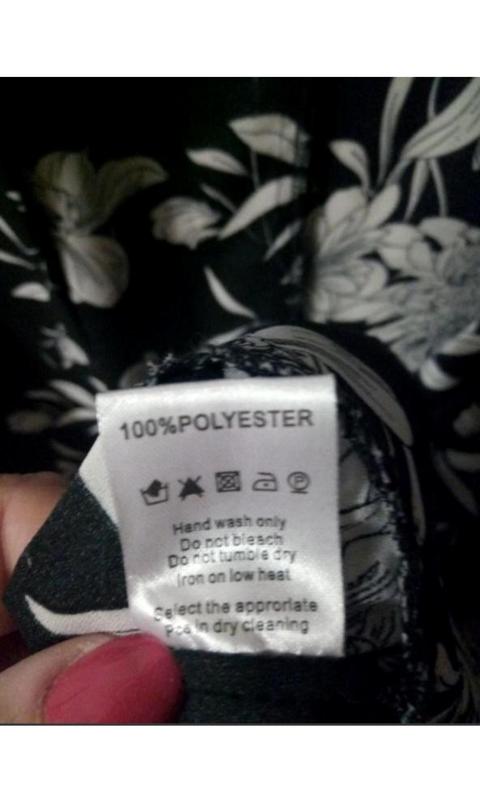 100%POLYESTER
Hand wash only
Do not bleach
Do not tumble dry
Iron on low heat
Select the approriate
in dry cleaning